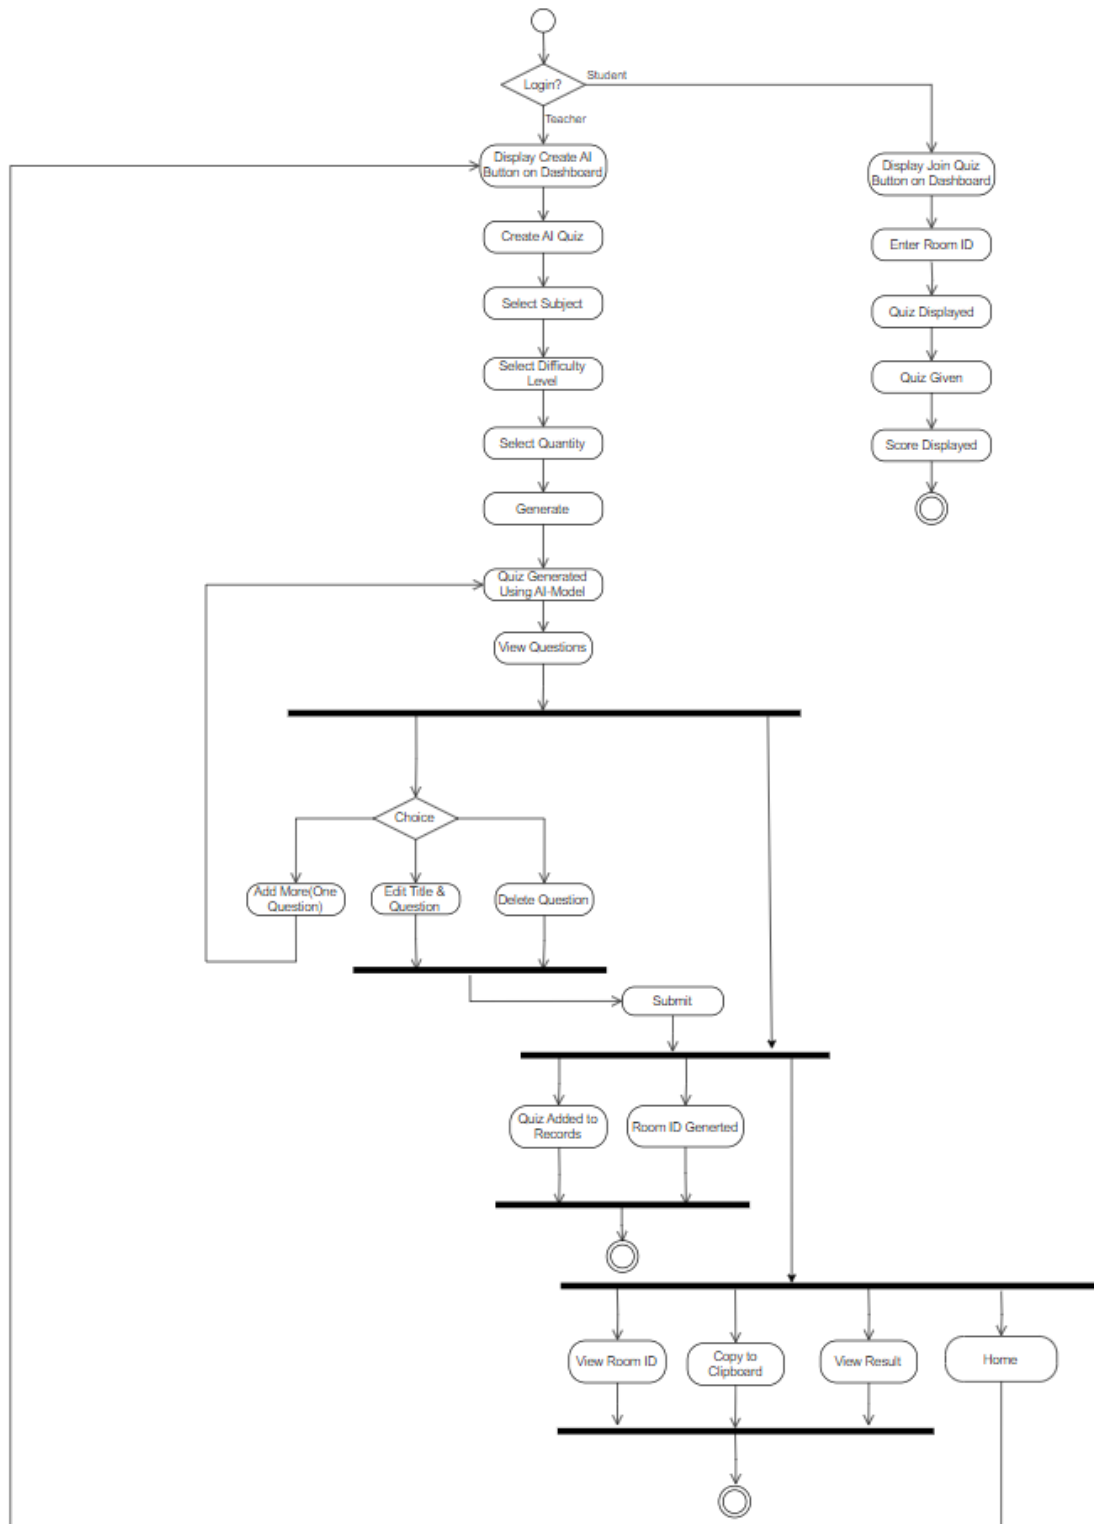 Login?
Student
Teacher
Display Create AI
Button on Dashboard
Display Join Quiz
Button on Dashboard
Create AI Quiz
Enter Room ID
Select Subject
Quiz Displayed
Select Difficulty
Level
Quiz Given
Select Quantity
Score Displayed
Generate
Quiz Generated
Using AI-Model
View Questions
Choice
Add More(One
Question)
Edit Title &
Question
Delete Question
Submit
Quiz Added to
Records
Room ID Generted
View Room ID
Copy to
Clipboard
View Result
Home